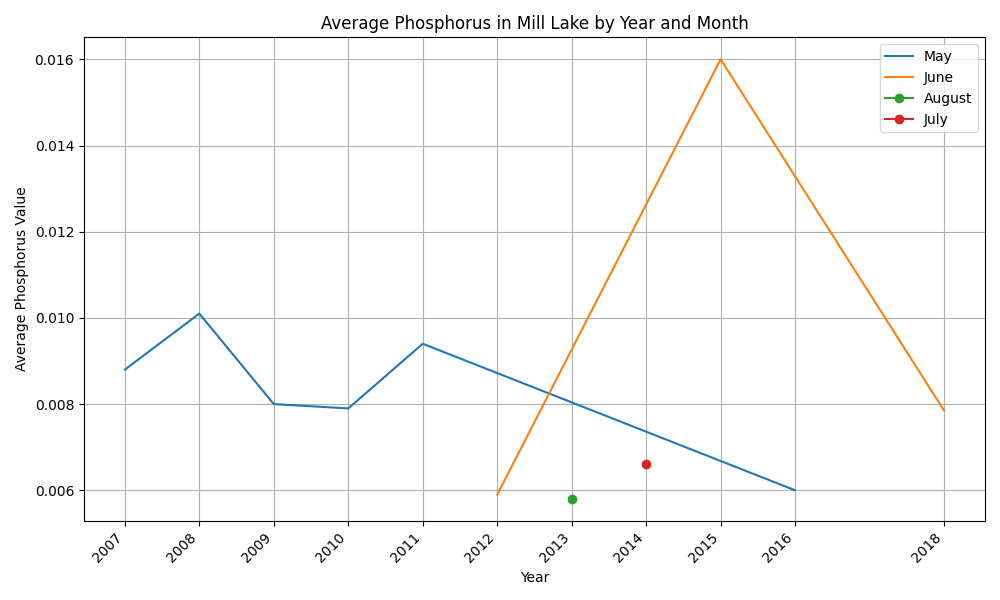 Average Phosphorus in Mill Lake by Year and Month
May
June
August
July
Average Phosphorus Value
0.016
0.014
0.012
0.010
0.008
0.006
2007
2008
2009
2010
2011
2012
2013
2014
2015
2016
2018
Year